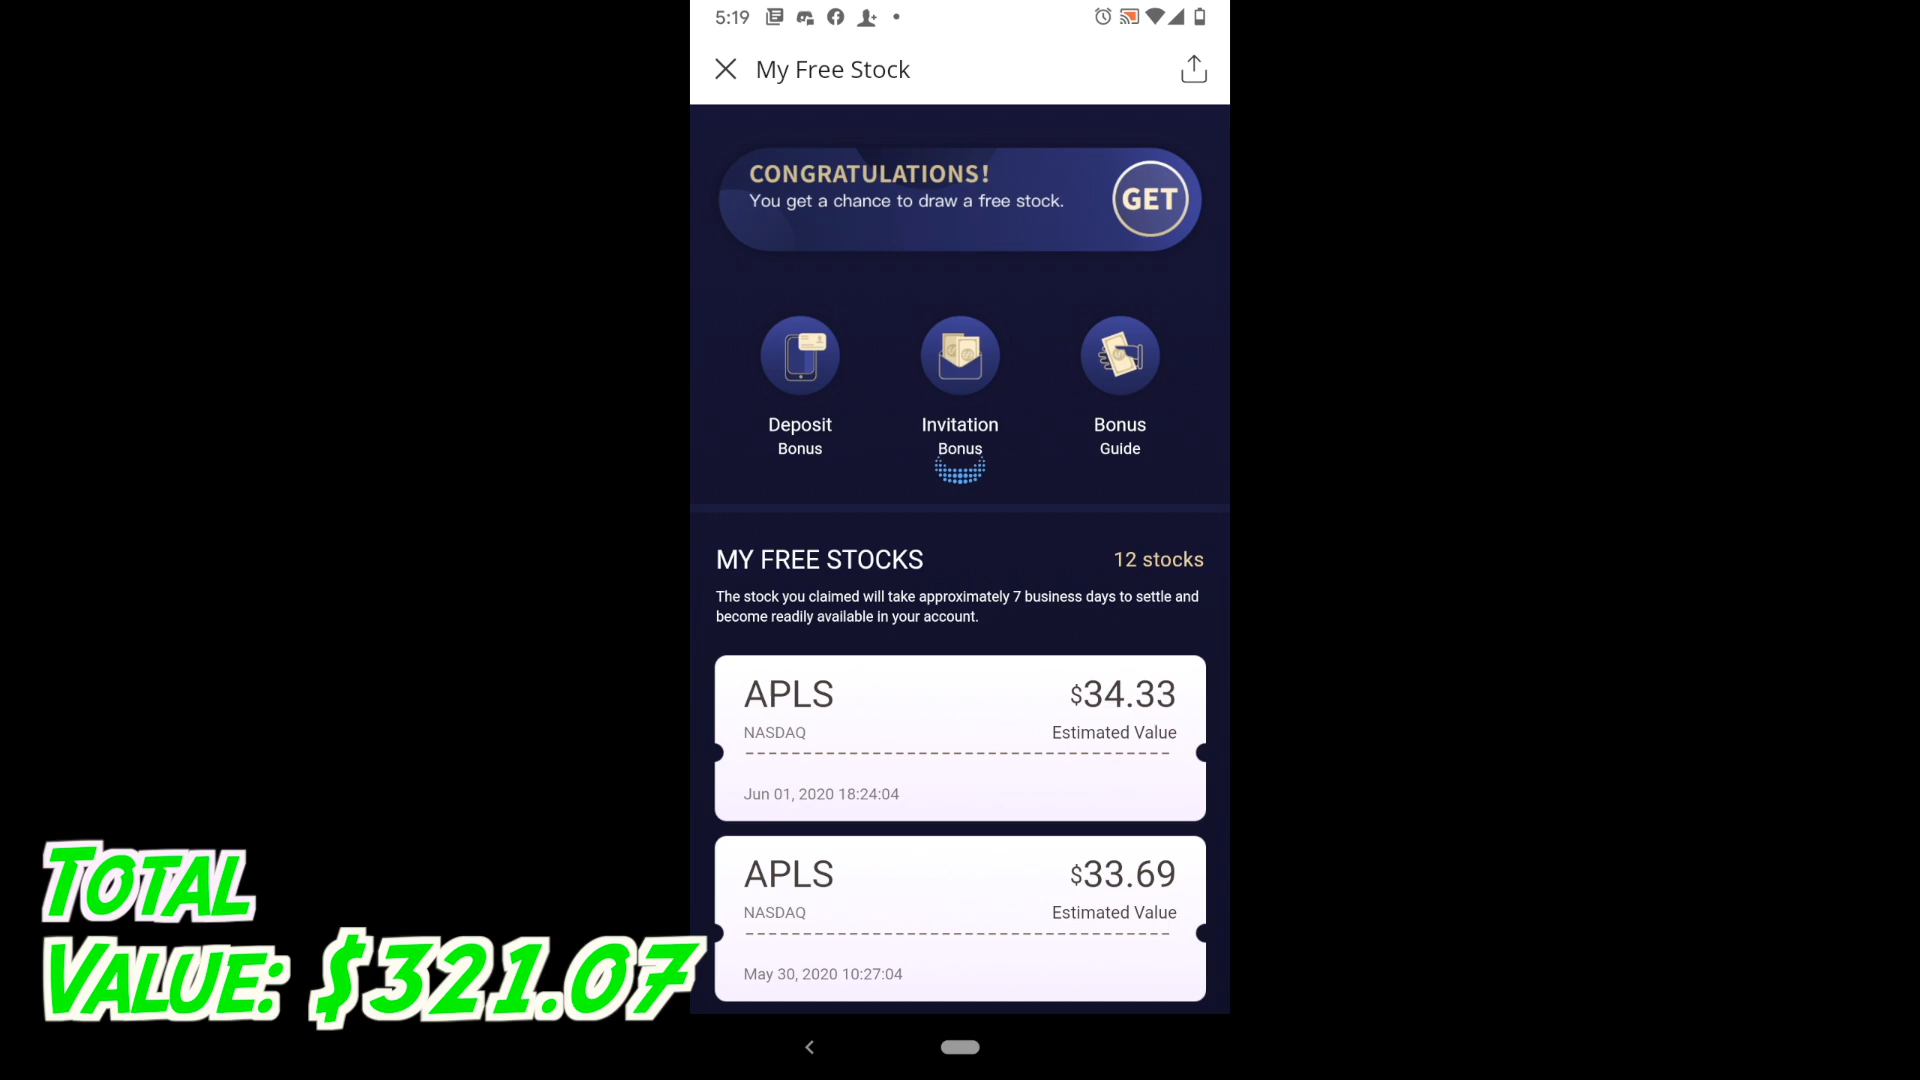 5:19
My Free Stock
CONGRATULATIONS!
You get a chance to draw a free stock.
GET
Deposit
Bonus
Invitation
Bonus
Bonus
Guide
MY FREE STOCKS
12 stocks
The stock you claimed will take approximately 7 business days to settle and
become readily available in your account.
APLS
$34.33
NASDAQ
Estimated Value
Jun 01, 2020 18:24:04
APLS
$33.69
NASDAQ
Estimated Value
May 30, 2020 10:27:04
TOTAL
VALUE: $321.07